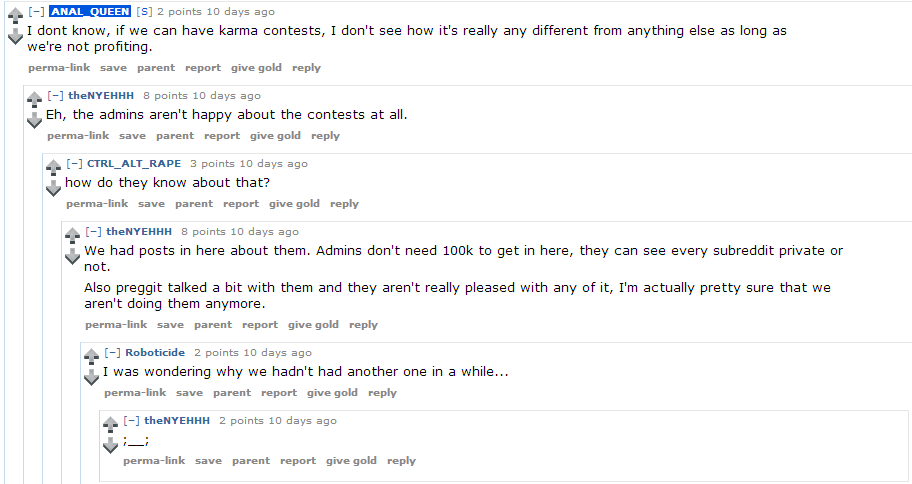 [−] ANAL_QUEEN [S] 2 points 10 days ago
I dont know, if we can have karma contests, I don't see how it's really any different from anything else as long as
we're not profiting.
perma-link save parent report give gold reply
[−] theNYEHHH 8 points 10 days ago
Eh, the admins aren't happy about the contests at all.
perma-link save parent report give gold reply
[−] CTRL_ALT_RAPE 3 points 10 days ago
how do they know about that?
perma-link save parent report give gold reply
[−] theNYEHHH 8 points 10 days ago
We had posts in here about them. Admins don't need 100k to get in here, they can see every subreddit private or
not.
Also preggit talked a bit with them and they aren't really pleased with any of it, I'm actually pretty sure that we
aren't doing them anymore.
perma-link save parent report give gold reply
[−] Roboticide 2 points 10 days ago
I was wondering why we hadn't had another one in a while...
perma-link save parent report give gold reply
[−] theNYEHHH 2 points 10 days ago
;__;
perma-link save parent report give gold reply